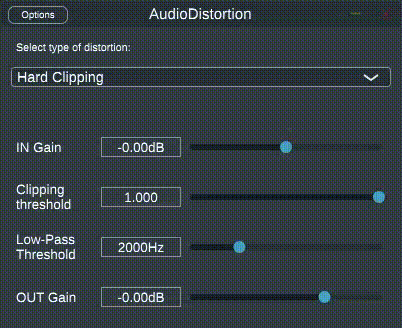 Options
AudioDistortion
Select type of distortion:
Hard Clipping
IN Gain
-0.00dB
Clipping
threshold
1.000
Low-Pass
Threshold
2000Hz
OUT Gain
-0.00dB